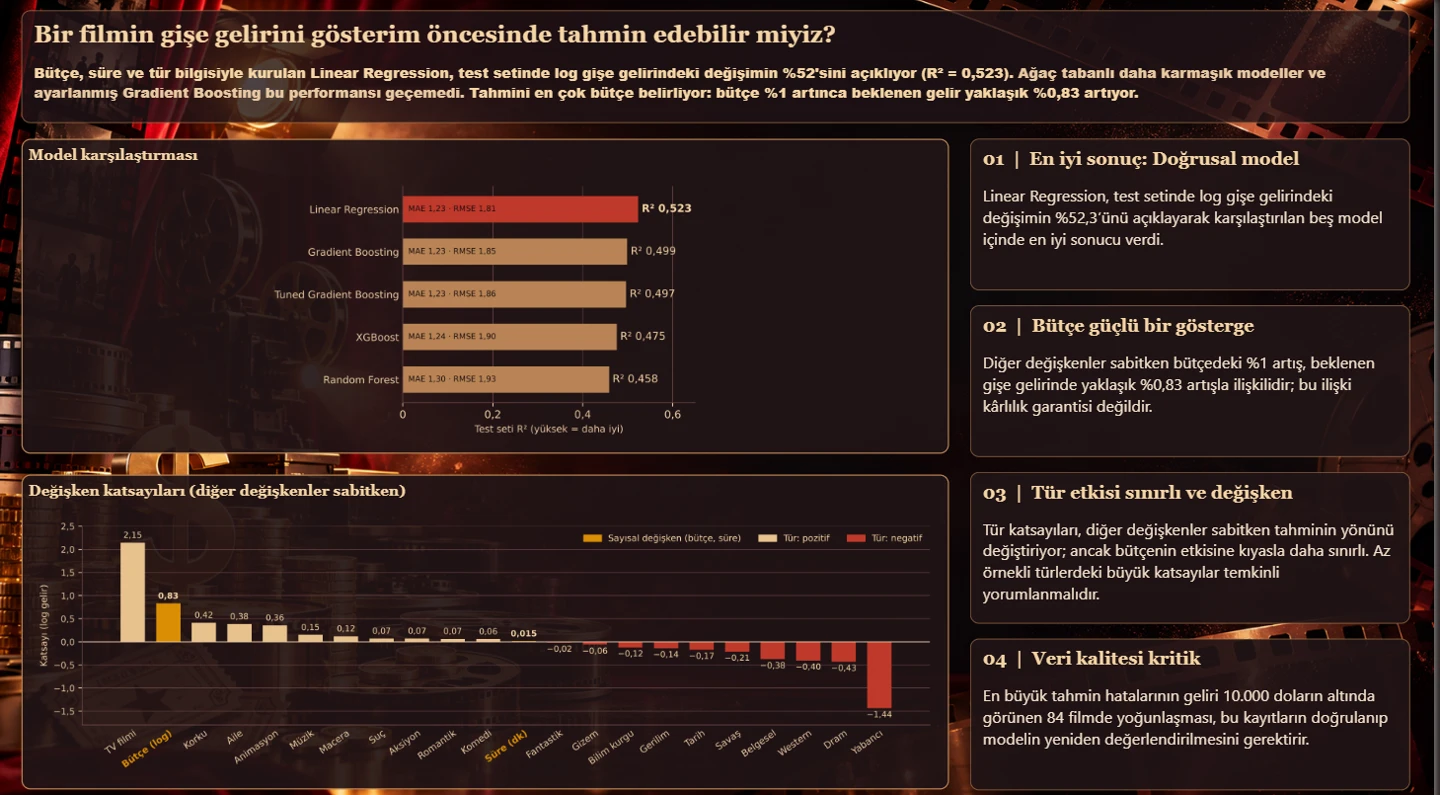 Bir filmin gişe gelirini gösterim öncesinde tahmin edebilir miyiz?
Bütçe, süre ve tür bilgisiyle kurulan Linear Regression, test setinde log gişe gelirindeki değişimin %52'sini açıklıyor (R² = 0,523). Ağaç tabanlı daha karmaşık modeller ve
ayarlanmış Gradient Boosting bu performansı geçemedi. Tahmini en çok bütçe belirliyor: bütçe %1 artınca beklenen gelir yaklaşık %0,83 artıyor.
Model karşılaştırması
Linear Regression MAE 1,23 · RMSE 1,81 R² 0,523
Gradient Boosting MAE 1,23 · RMSE 1,85 R² 0,499
Tuned Gradient Boosting MAE 1,23 · RMSE 1,86 R² 0,497
XGBoost MAE 1,24 · RMSE 1,90 R² 0,475
Random Forest MAE 1,30 · RMSE 1,93 R² 0,458
0 0,2 0,4 0,6
Test seti R² (yüksek = daha iyi)
Değişken katsayıları (diğer değişkenler sabitken)
Sayısal değişken (bütçe, süre) Tür: pozitif Tür: negatif
Katsayı (log gelir)
2,5
2,0
1,5
1,0
0,5
0,0
−0,5
−1,0
−1,5
2,15 0,83 0,42 0,38 0,36 0,15 0,12 0,07 0,07 0,07 0,06 0,015 −0,02 −0,06 −0,12 −0,14 −0,17 −0,21 −0,38 −0,40 −0,43 −1,44
TV filmi Bütçe (log) Korku Aile Animasyon Müzik Macera Suç Aksiyon Romantik Komedi Süre (dk) Fantastik Gizem Bilim kurgu Gerilim Tarih Savaş Belgesel Western Dram Yabancı
01 | En iyi sonuç: Doğrusal model
Linear Regression, test setinde log gişe gelirindeki
değişimin %52,3'ünü açıklayarak karşılaştırılan beş model
içinde en iyi sonucu verdi.
02 | Bütçe güçlü bir gösterge
Diğer değişkenler sabitken bütçedeki %1 artış, beklenen
gişe gelirinde yaklaşık %0,83 artışla ilişkilidir; bu ilişki
kârlılık garantisi değildir.
03 | Tür etkisi sınırlı ve değişken
Tür katsayıları, diğer değişkenler sabitken tahminin yönünü
değiştiriyor; ancak bütçenin etkisine kıyasla daha sınırlı. Az
örnekli türlerdeki büyük katsayılar temkinli
yorumlanmalıdır.
04 | Veri kalitesi kritik
En büyük tahmin hatalarının geliri 10.000 doların altında
görünen 84 filmde yoğunlaşması, bu kayıtların doğrulanıp
modelin yeniden değerlendirilmesini gerektirir.